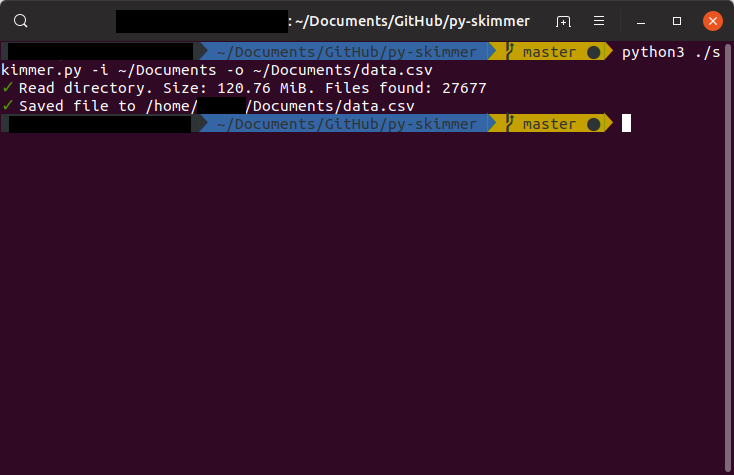 :~/Documents/GitHub/py-skimmer
~/Documents/GitHub/py-skimmer master ● python3 ./s
kimmer.py -i ~/Documents -o ~/Documents/data.csv
✓ Read directory. Size: 120.76 MiB. Files found: 27677
✓ Saved file to /home/ /Documents/data.csv
~/Documents/GitHub/py-skimmer master ●